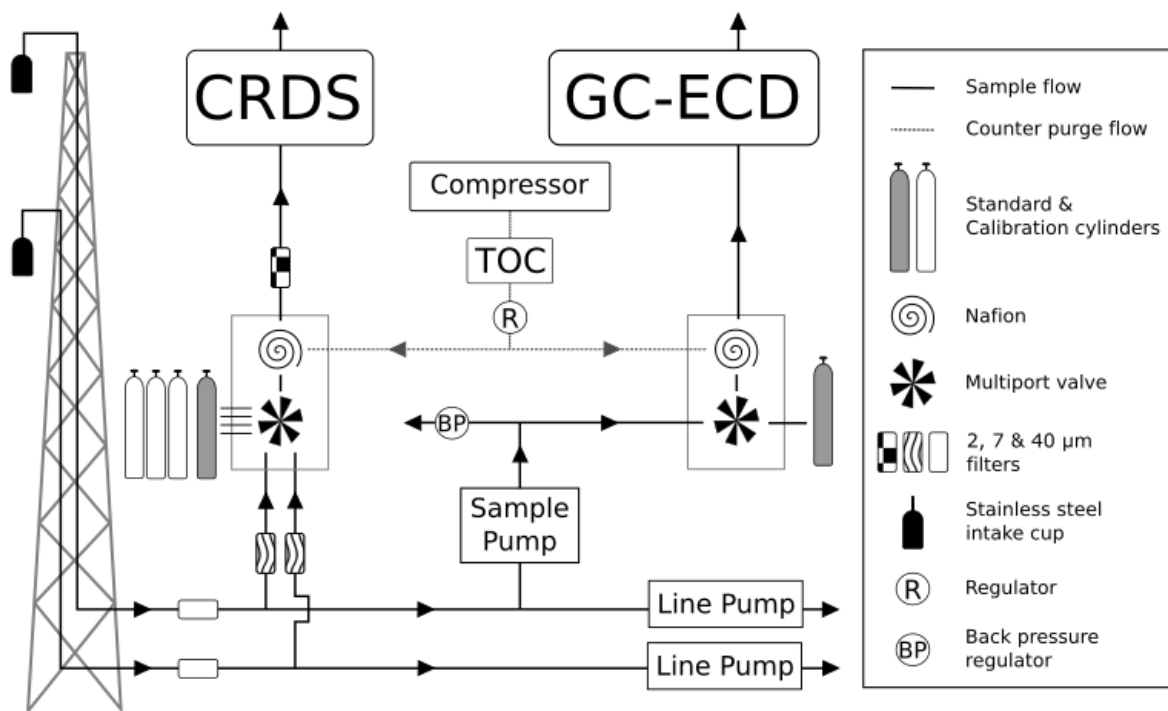 CRDS
GC-ECD
Compressor
TOC
R
BP
Sample
Pump
Line Pump
Line Pump
Sample flow
Counter purge flow
Standard &
Calibration cylinders
Nafion
Multiport valve
2, 7 & 40 µm
filters
Stainless steel
intake cup
R
Regulator
BP
Back pressure
regulator